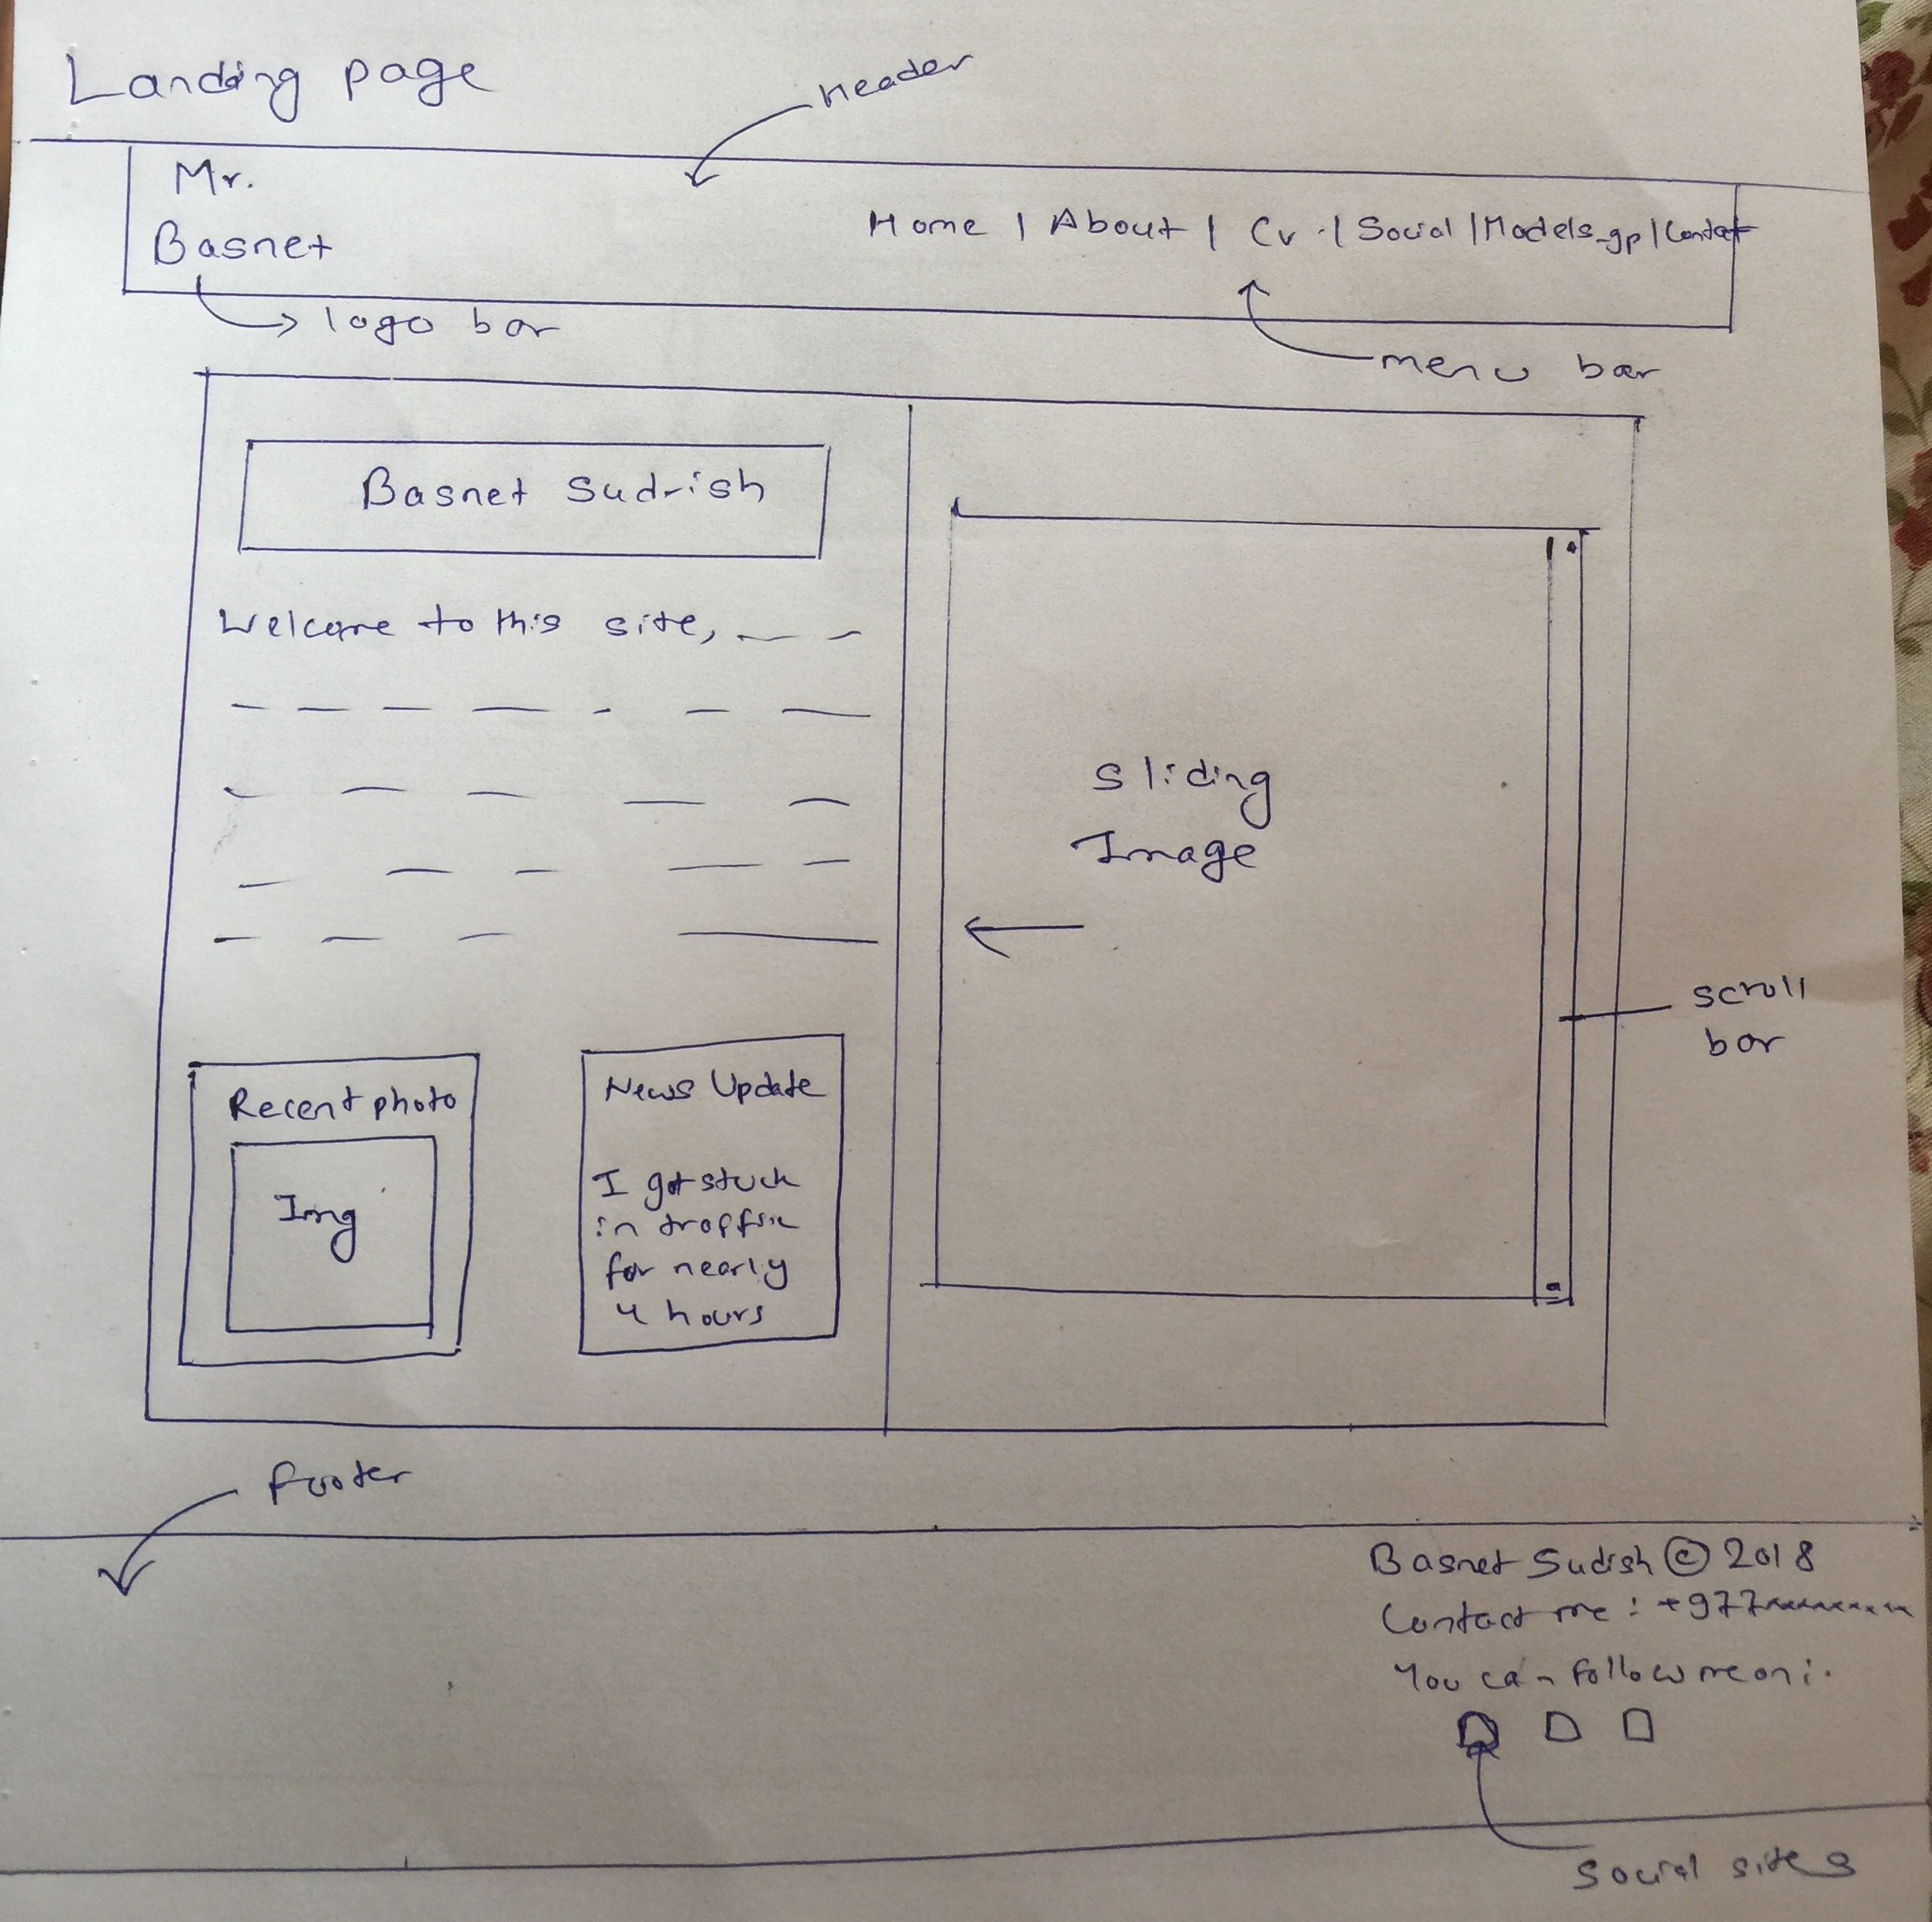 Landing page
Header
Mr.
Basnet
Home | About | Cv | Social | Models_gp | Contact
logo bar
menu bar
Basnet Sudrish
Welcome to this site,
Sliding
Image
scroll
bar
Recent photo
Img
News Update
I got stuck
in traffic
for nearly
4 hours
footer
Basnet Sudish © 2018
Contact me : +977xxxxxxxxxx
You can follow me on :.
Social sites